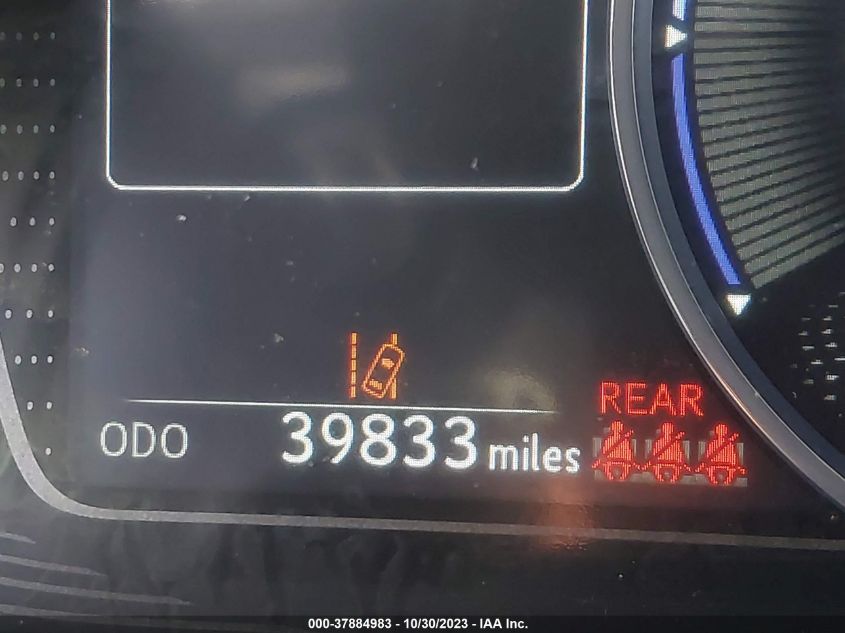 REAR
ODO 39833 miles
000-37884983 - 10/30/2023 - IAA Inc.